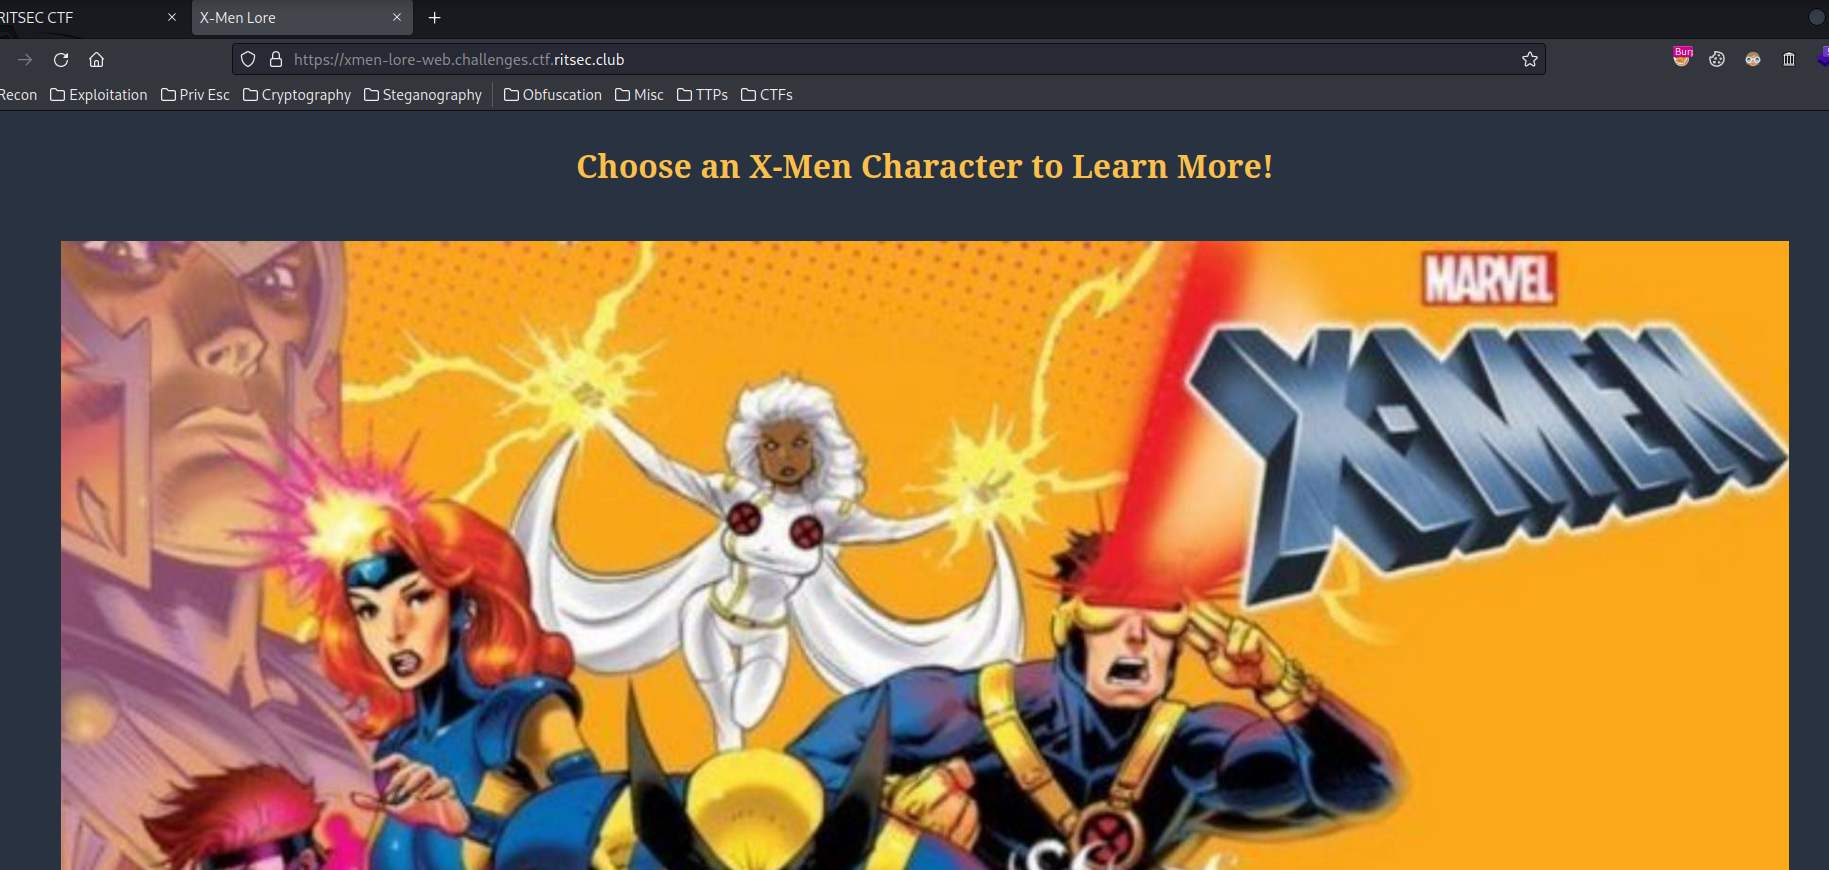 RITSEC CTF
X-Men Lore
https://xmen-lore-web.challenges.ctf.ritsec.club
Recon Exploitation Priv Esc Cryptography Steganography Obfuscation Misc TTPs CTFs
Choose an X-Men Character to Learn More!
MARVEL
X-MEN